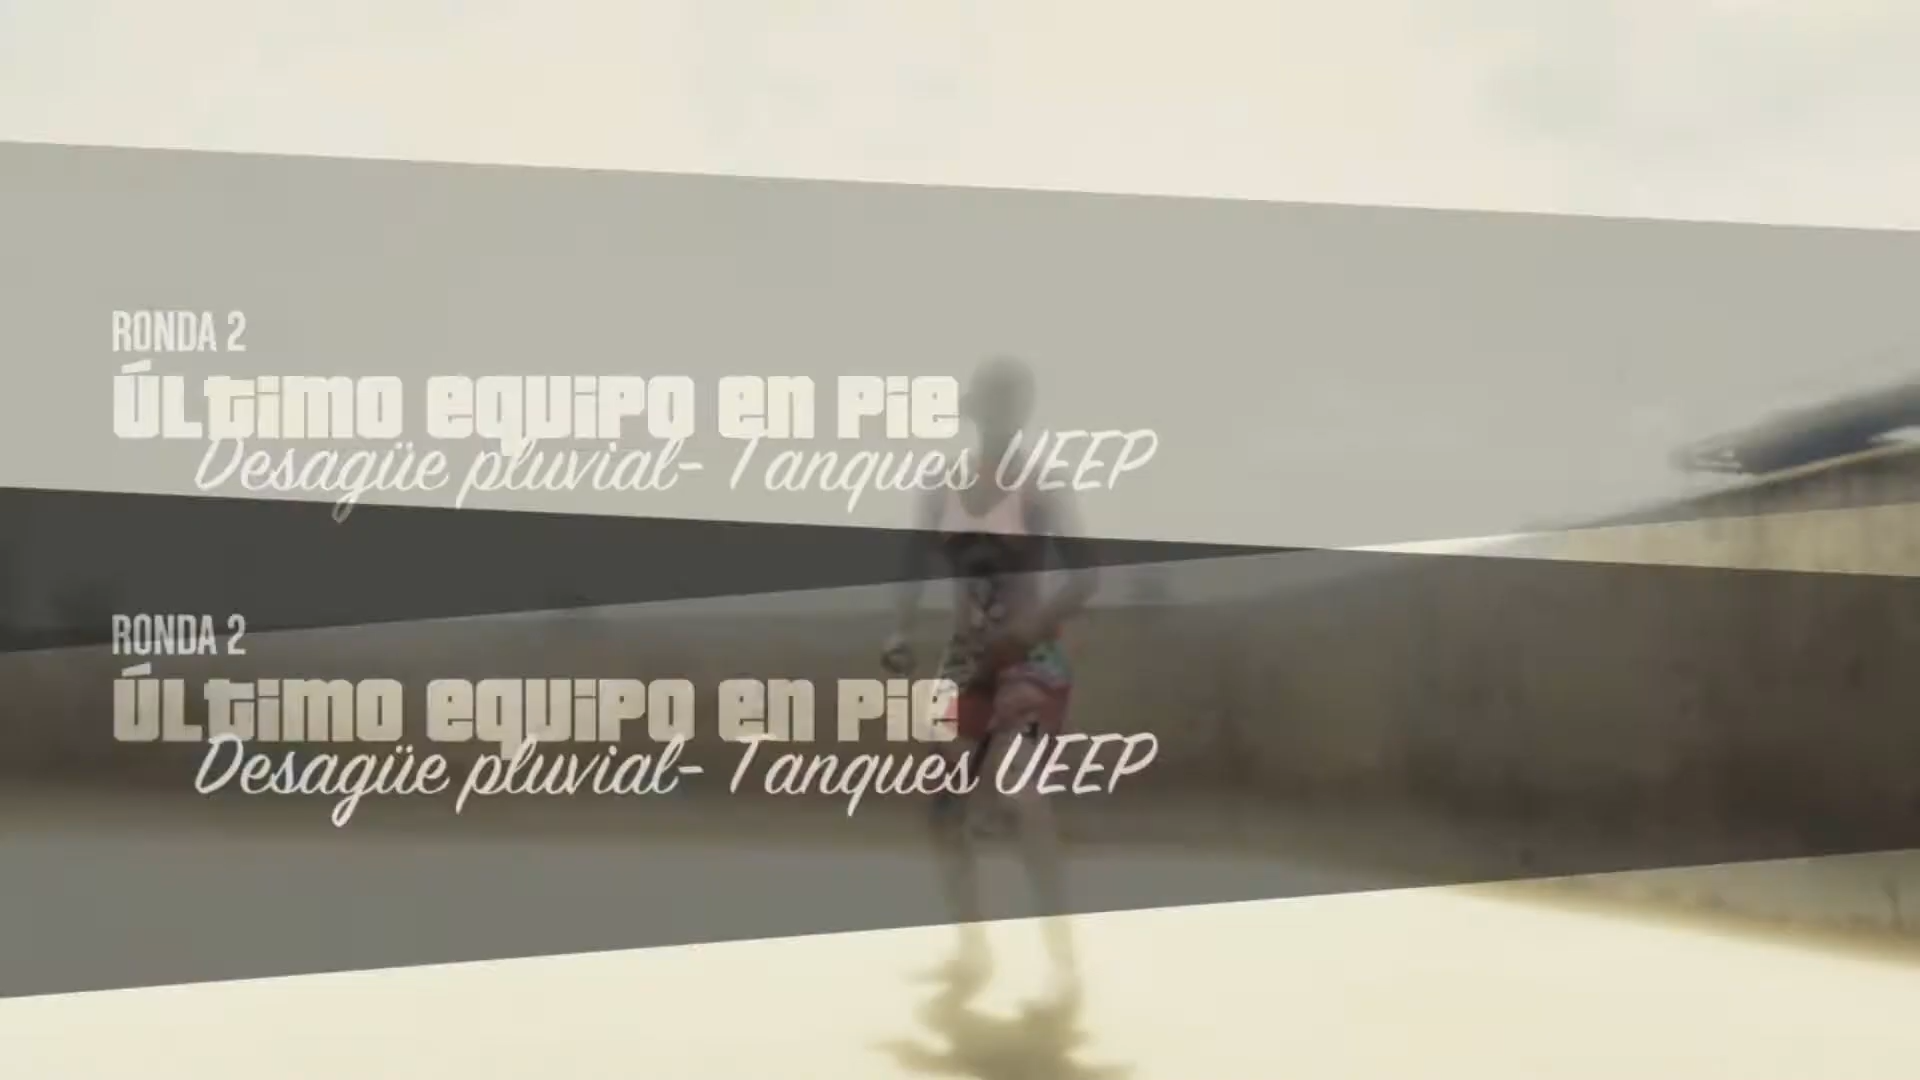 RONDA 2
Último equipo en pie
Desagüe pluvial- Tanques UEEP
RONDA 2
Último equipo en pie
Desagüe pluvial- Tanques UEEP